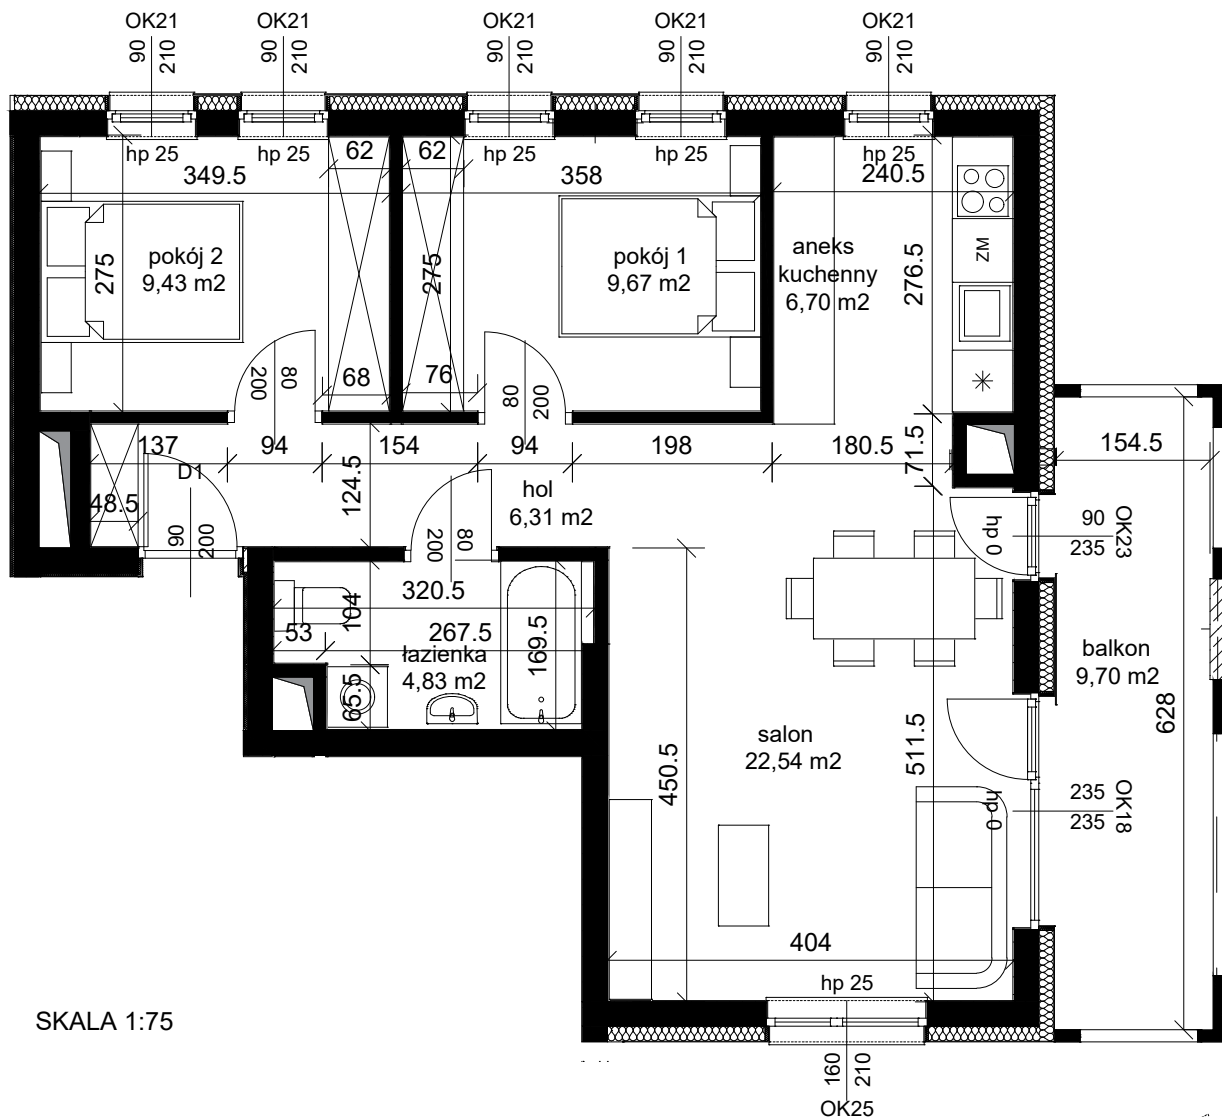 OK21 OK21 OK21 OK21 OK21
90 210 90 210 90 210 90 210 90 210
hp 25 hp 25 hp 25 hp 25 hp 25
62 62
349.5 358 240.5
pokój 2
9,43 m2
275
pokój 1
9,67 m2
275
aneks
kuchenny
6,70 m2
276.5
ZM
68 76
80 200
80 200
137 94 154 94 198 180.5 71.5 154.5
D1
48.5
124.5
hol
6,31 m2
90 200
80 200
hp 0
90
235
OK23
320.5
104
53 267.5
169.5
łazienka
4,83 m2
65.5
balkon
9,70 m2
628
salon
22,54 m2
450.5
511.5
hp 0
235
235
OK18
404
hp 25
SKALA 1:75
160 210
OK25